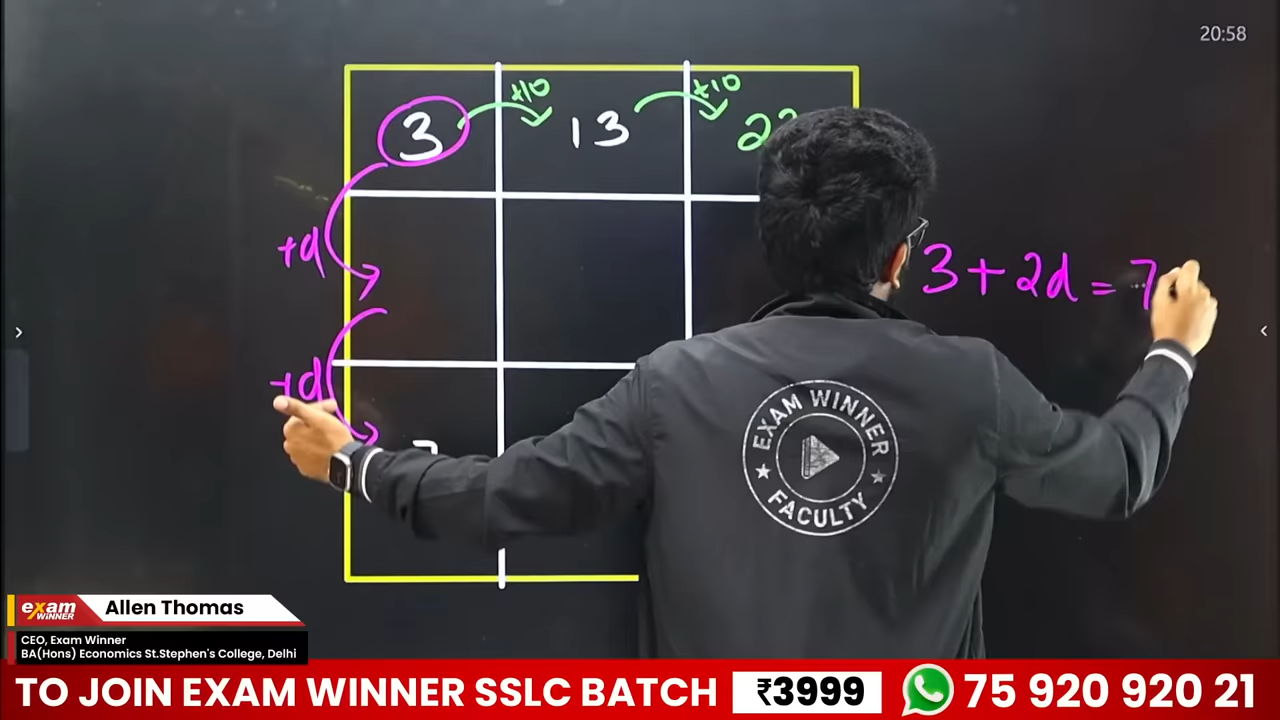 20:58
+10
+10
3
13
+d
3 + 2d = 7
+d
EXAM WINNER
FACULTY
exam
WINNER
Allen Thomas
CEO, Exam Winner
BA(Hons) Economics St.Stephen's College, Delhi
TO JOIN EXAM WINNER SSLC BATCH ₹3999 75 920 920 21